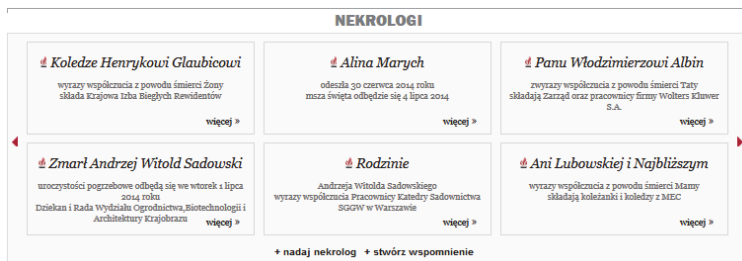 NEKROLOGI
Koledze Henrykowi Glaubicowi
wyrazy współczucia z powodu śmierci Żony
składa Krajowa Izba Biegłych Rewidentów
więcej »
Alina Marych
odeszła 30 czerwca 2014 roku
msza święta odbędzie się 4 lipca 2014
więcej »
Panu Włodzimierzowi Albin
zwyrazy współczucia z powodu śmierci Taty
składają Zarząd oraz pracownicy firmy Wolters Kluwer
S.A.
więcej »
Zmarł Andrzej Witold Sadowski
uroczystości pogrzebowe odbędą się we wtorek 1 lipca
2014 roku
Dziekan i Rada Wydziału Ogrodnictwa,Biotechnologii i
Architektury Krajobrazu
więcej »
Rodzinie
Andrzeja Witolda Sadowskiego
wyrazy współczucia Pracownicy Katedry Sadownictwa
SGGW w Warszawie
więcej »
Ani Lubowskiej i Najbliższym
wyrazy współczucia z powodu śmierci Mamy
składają koleżanki i koledzy z MEC
więcej »
+ nadaj nekrolog + stwórz wspomnienie